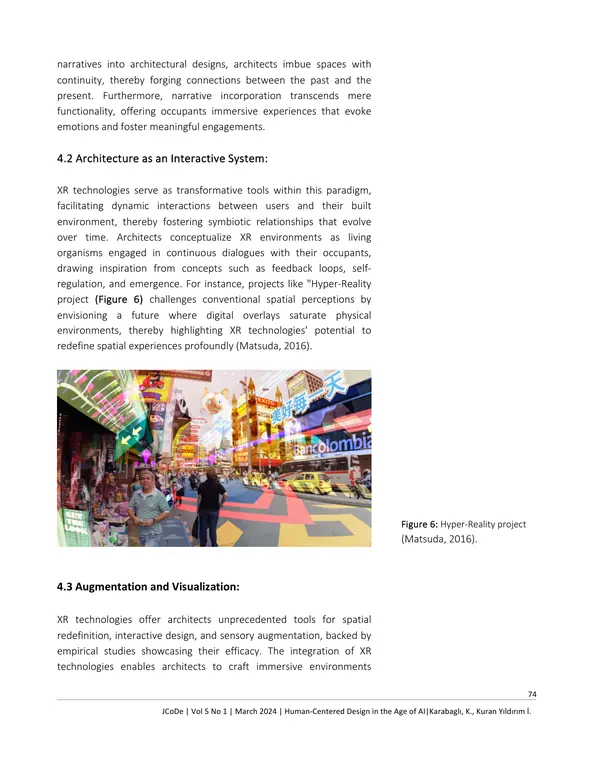 narratives into architectural designs, architects imbue spaces with
continuity, thereby forging connections between the past and the
present. Furthermore, narrative incorporation transcends mere
functionality, offering occupants immersive experiences that evoke
emotions and foster meaningful engagements.
4.2 Architecture as an Interactive System:
XR technologies serve as transformative tools within this paradigm,
facilitating dynamic interactions between users and their built
environment, thereby fostering symbiotic relationships that evolve
over time. Architects conceptualize XR environments as living
organisms engaged in continuous dialogues with their occupants,
drawing inspiration from concepts such as feedback loops, self-
regulation, and emergence. For instance, projects like "Hyper-Reality
project (Figure 6) challenges conventional spatial perceptions by
envisioning a future where digital overlays saturate physical
environments, thereby highlighting XR technologies' potential to
redefine spatial experiences profoundly (Matsuda, 2016).
美好每一天
Bancolombia
GET THE
LOOK
Figure 6: Hyper-Reality project
(Matsuda, 2016).
4.3 Augmentation and Visualization:
XR technologies offer architects unprecedented tools for spatial
redefinition, interactive design, and sensory augmentation, backed by
empirical studies showcasing their efficacy. The integration of XR
technologies enables architects to craft immersive environments
74
JCoDe | Vol 5 No 1 | March 2024 | Human-Centered Design in the Age of AI|Karabaglı, K., Kuran Yıldırım İ.